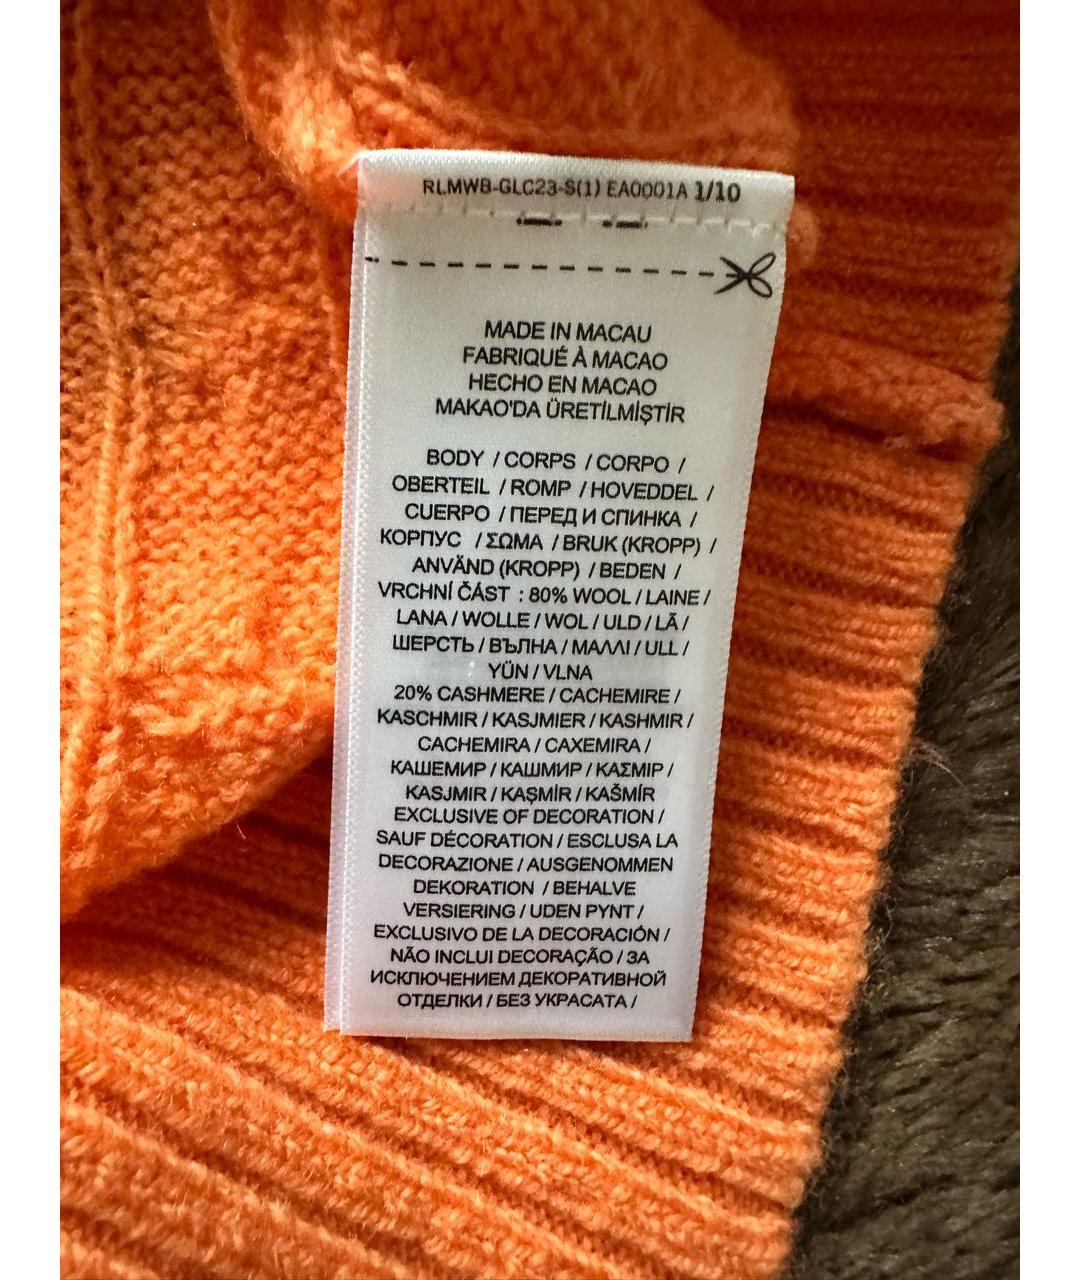 RLMWB-GLC23-S(1) EA0001A 1/10
MADE IN MACAU
FABRIQUÉ À MACAO
HECHO EN MACAO
MAKAO'DA ÜRETİLMİŞTİR
BODY / CORPS / CORPO /
OBERTEIL / ROMP / HOVEDDEL /
CUERPO / ПЕРЕД И СПИНКА /
КОРПУС / ΣΩΜΑ / BRUK (KROPP) /
ANVÄND (KROPP) / BEDEN /
VRCHNÍ ČÁST : 80% WOOL / LAINE /
LANA / WOLLE / WOL / ULD / LÃ /
ШЕРСТЬ / ВЪЛНА / ΜΑΛΛΙ / ULL /
YÜN / VLNA
20% CASHMERE / CACHEMIRE /
KASCHMIR / KASJMIER / KASHMIR /
CACHEMIRA / CAXEMIRA /
КАШЕМИР / КАШМИР / ΚΑΣΜΙΡ /
KASJMIR / KAŞMİR / KAŠMÍR
EXCLUSIVE OF DECORATION /
SAUF DÉCORATION / ESCLUSA LA
DECORAZIONE / AUSGENOMMEN
DEKORATION / BEHALVE
VERSIERING / UDEN PYNT /
EXCLUSIVO DE LA DECORACIÓN /
NÃO INCLUI DECORAÇÃO / ЗА
ИСКЛЮЧЕНИЕМ ДЕКОРАТИВНОЙ
ОТДЕЛКИ / БЕЗ УКРАСАТА /